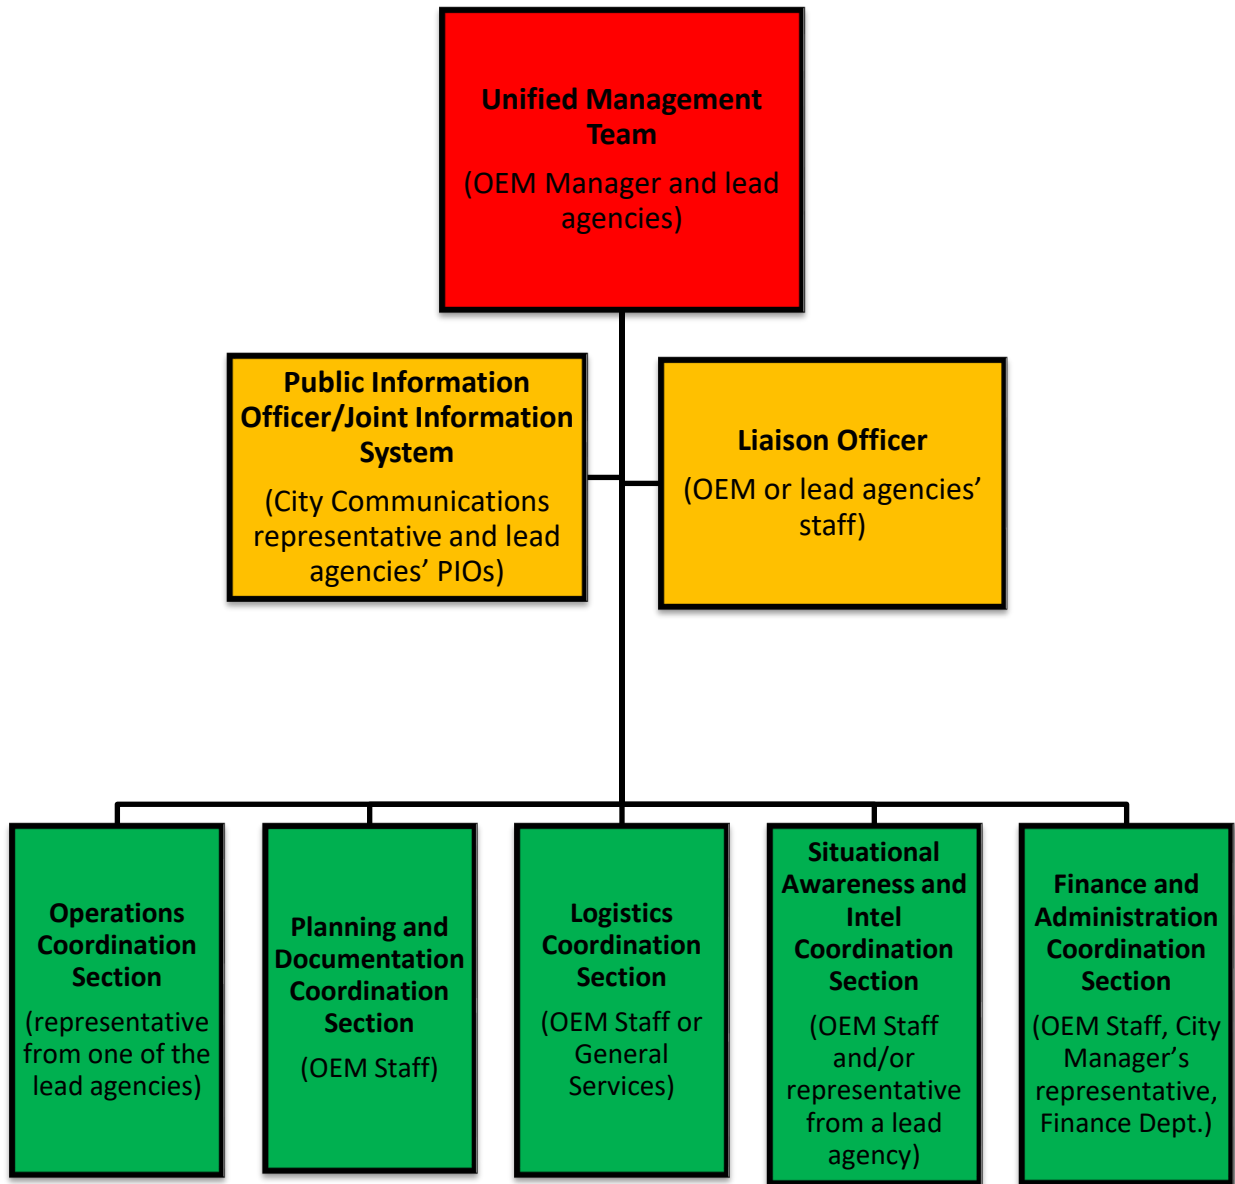 Unified Management
Team
(OEM Manager and lead
agencies)
Public Information
Officer/Joint Information
System
(City Communications
representative and lead
agencies’ PIOs)
Liaison Officer
(OEM or lead agencies’
staff)
Operations
Coordination
Section
(representative
from one of the
lead agencies)
Planning and
Documentation
Coordination
Section
(OEM Staff)
Logistics
Coordination
Section
(OEM Staff or
General
Services)
Situational
Awareness and
Intel
Coordination
Section
(OEM Staff
and/or
representative
from a lead
agency)
Finance and
Administration
Coordination
Section
(OEM Staff, City
Manager’s
representative,
Finance Dept.)